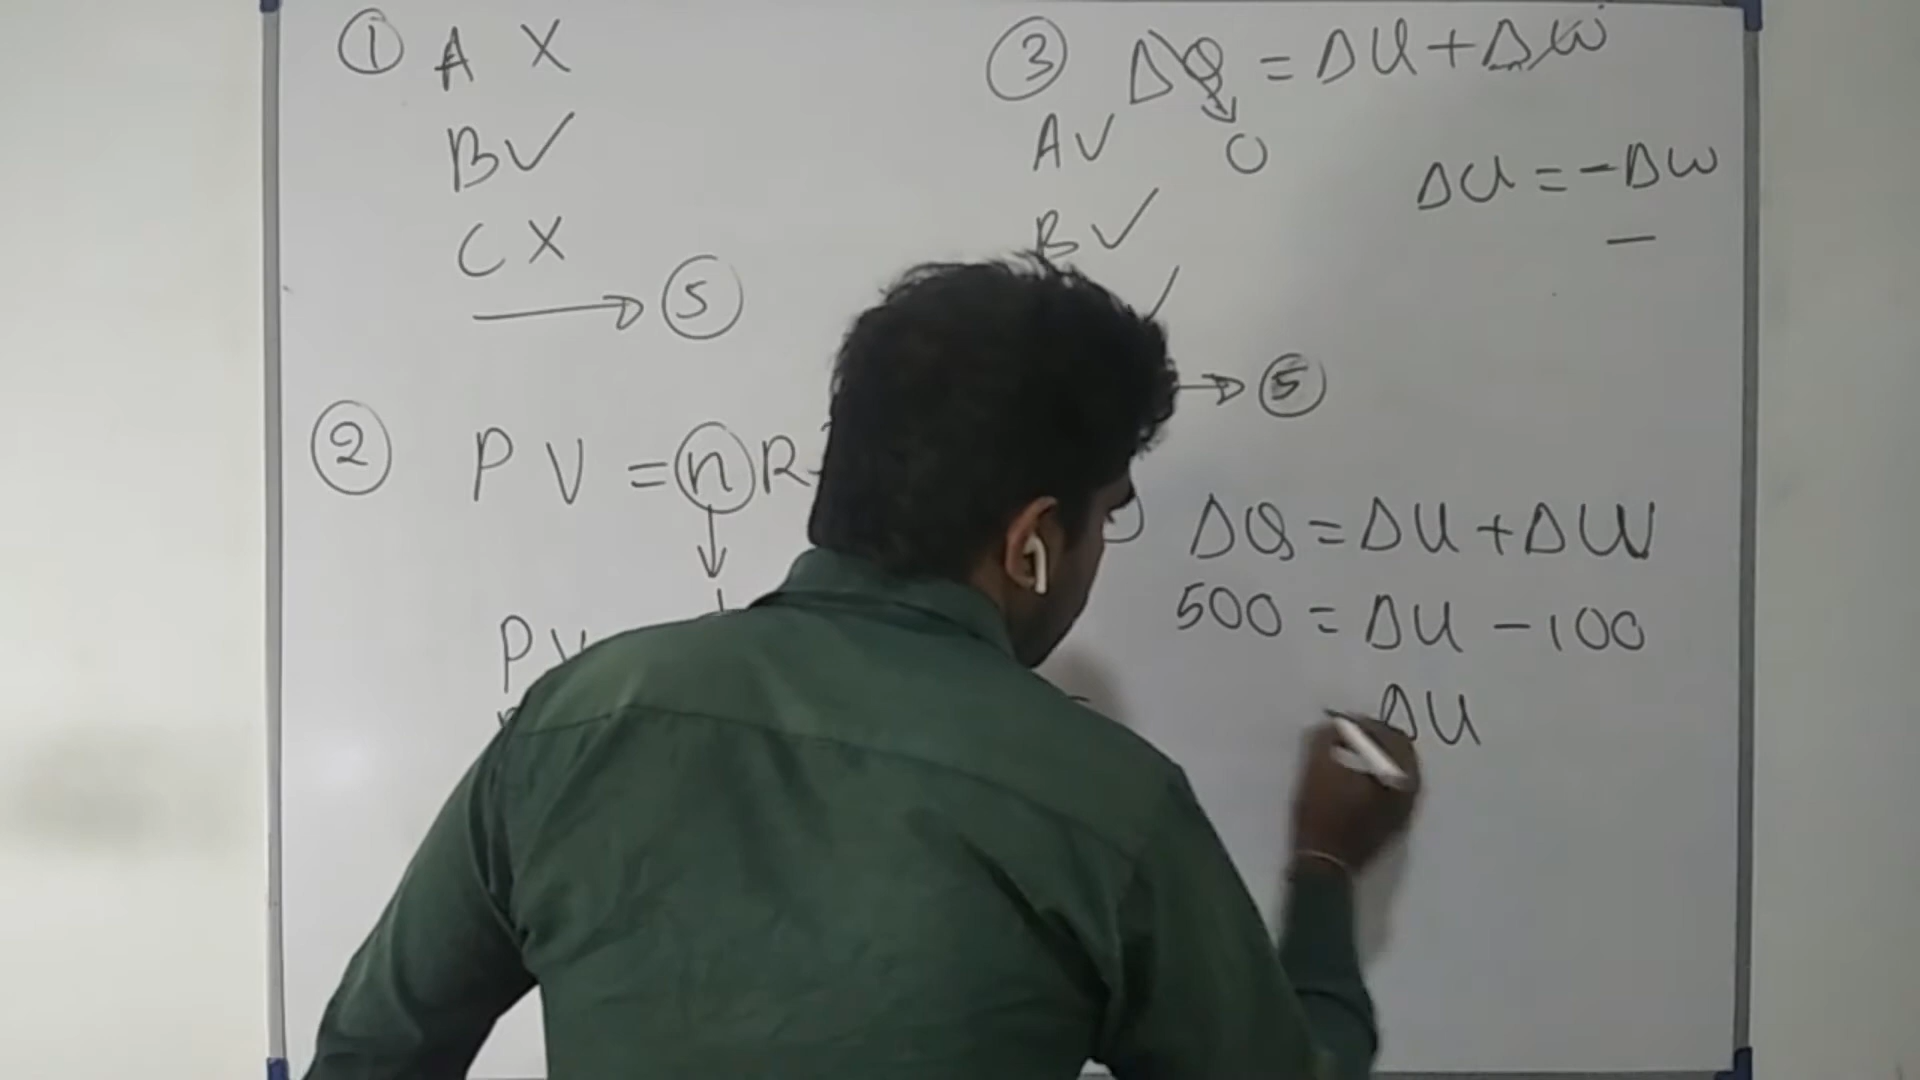 ① A X
B✓
C X
→ ⑤
② PV = nR
↓
PV
③ ΔQ = ΔU + ΔW
A✓ 0
ΔU = -ΔW
B✓
✓
→ ⑤
ΔQ = ΔU + ΔW
500 = ΔU - 100
ΔU